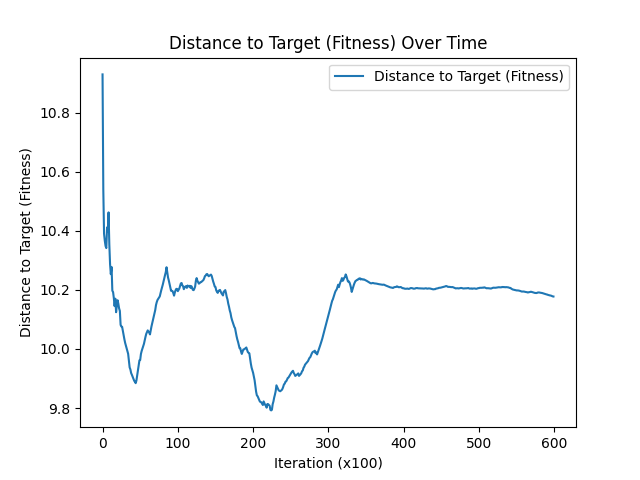 Distance to Target (Fitness) Over Time
Distance to Target (Fitness)
Distance to Target (Fitness)
10.8
10.6
10.4
10.2
10.0
9.8
0 100 200 300 400 500 600
Iteration (x100)